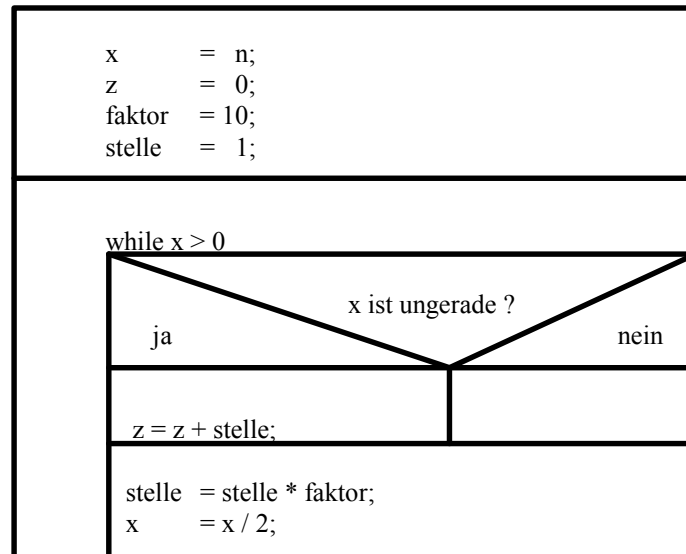 x = n;
z = 0;
faktor = 10;
stelle = 1;
while x > 0
x ist ungerade ?
ja nein
z = z + stelle;
stelle = stelle * faktor;
x = x / 2;